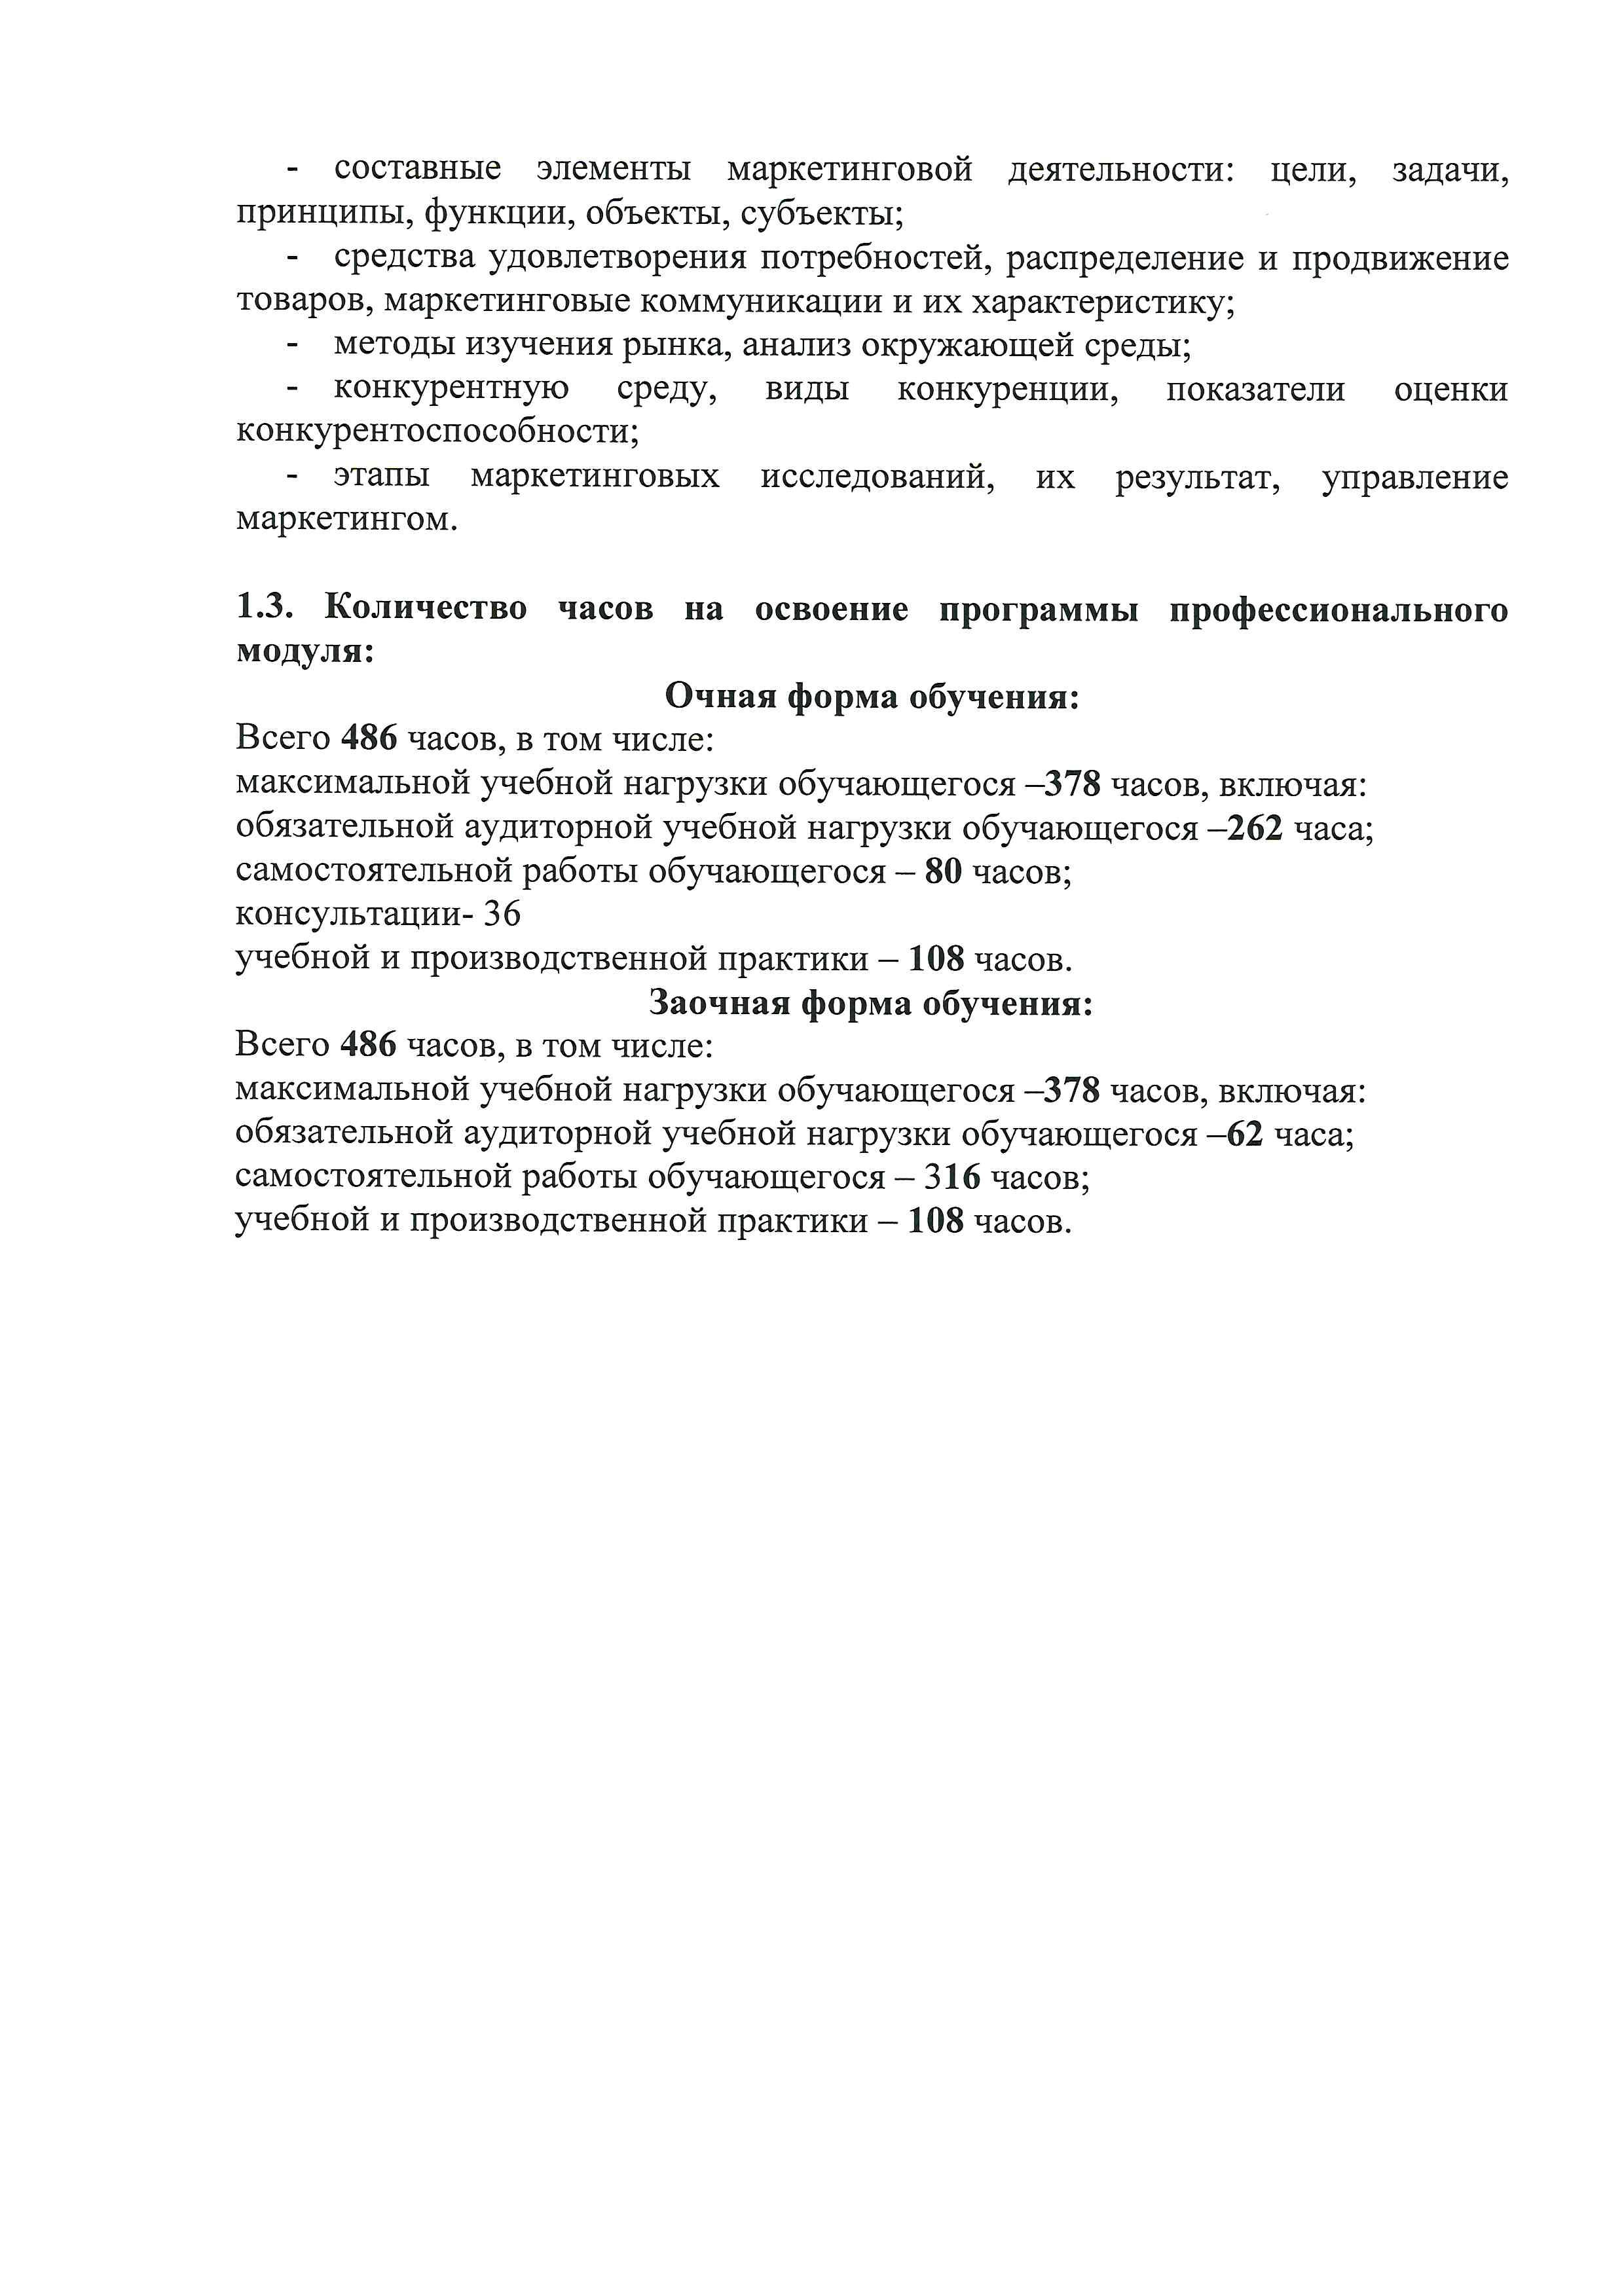 - составные элементы маркетинговой деятельности: цели, задачи,
принципы, функции, объекты, субъекты;
- средства удовлетворения потребностей, распределение и продвижение
товаров, маркетинговые коммуникации и их характеристику;
- методы изучения рынка, анализ окружающей среды;
- конкурентную среду, виды конкуренции, показатели оценки
конкурентоспособности;
- этапы маркетинговых исследований, их результат, управление
маркетингом.
1.3. Количество часов на освоение программы профессионального
модуля:
Очная форма обучения:
Всего 486 часов, в том числе:
максимальной учебной нагрузки обучающегося –378 часов, включая:
обязательной аудиторной учебной нагрузки обучающегося –262 часа;
самостоятельной работы обучающегося – 80 часов;
консультации- 36
учебной и производственной практики – 108 часов.
Заочная форма обучения:
Всего 486 часов, в том числе:
максимальной учебной нагрузки обучающегося –378 часов, включая:
обязательной аудиторной учебной нагрузки обучающегося –62 часа;
самостоятельной работы обучающегося – 316 часов;
учебной и производственной практики – 108 часов.